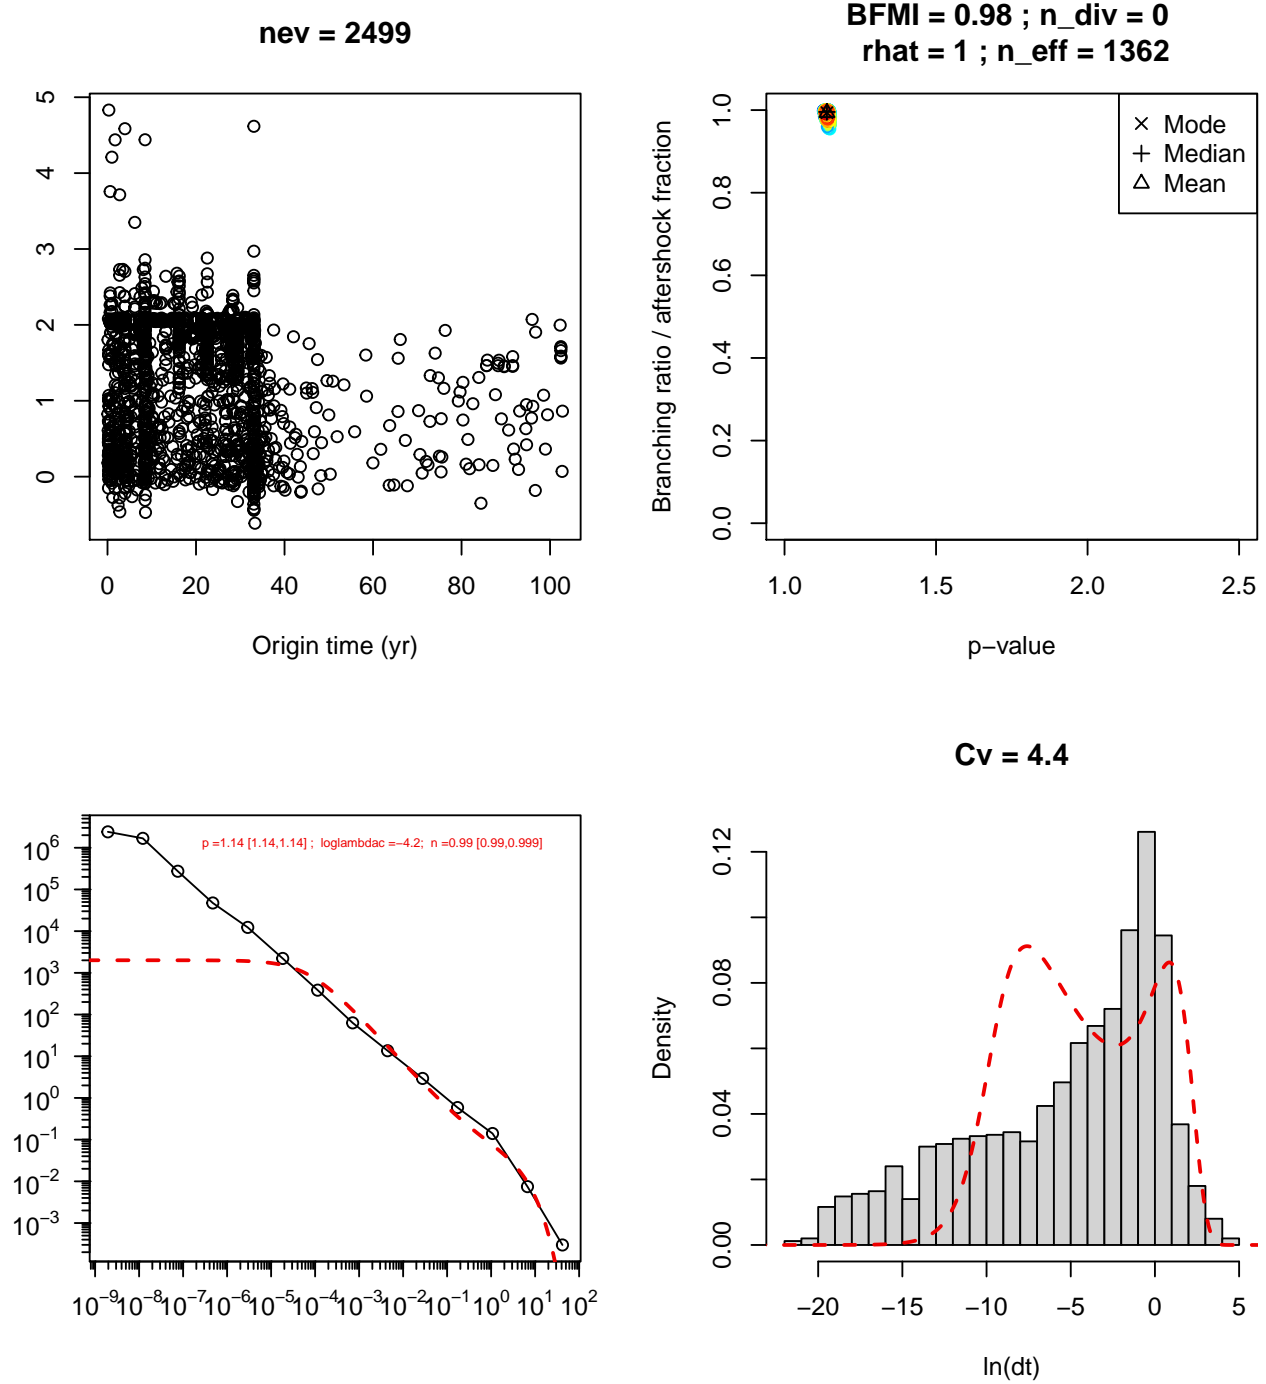 nev = 2499
5
4
3
2
1
0
0 20 40 60 80 100
Origin time (yr)
BFMI = 0.98 ; n_div = 0
rhat = 1 ; n_eff = 1362
Branching ratio / aftershock fraction
1.0
0.8
0.6
0.4
0.2
0.0
Mode
Median
Mean
1.0 1.5 2.0 2.5
p−value
p =1.14 [1.14,1.14] ; loglambdac =−4.2; n =0.99 [0.99,0.999]
10^6
10^5
10^4
10^3
10^2
10^1
10^0
10^−1
10^−2
10^−3
10^−9 10^−8 10^−7 10^−6 10^−5 10^−4 10^−3 10^−2 10^−1 10^0 10^1 10^2
Cv = 4.4
Density
0.12
0.08
0.04
0.00
−20 −15 −10 −5 0 5
ln(dt)